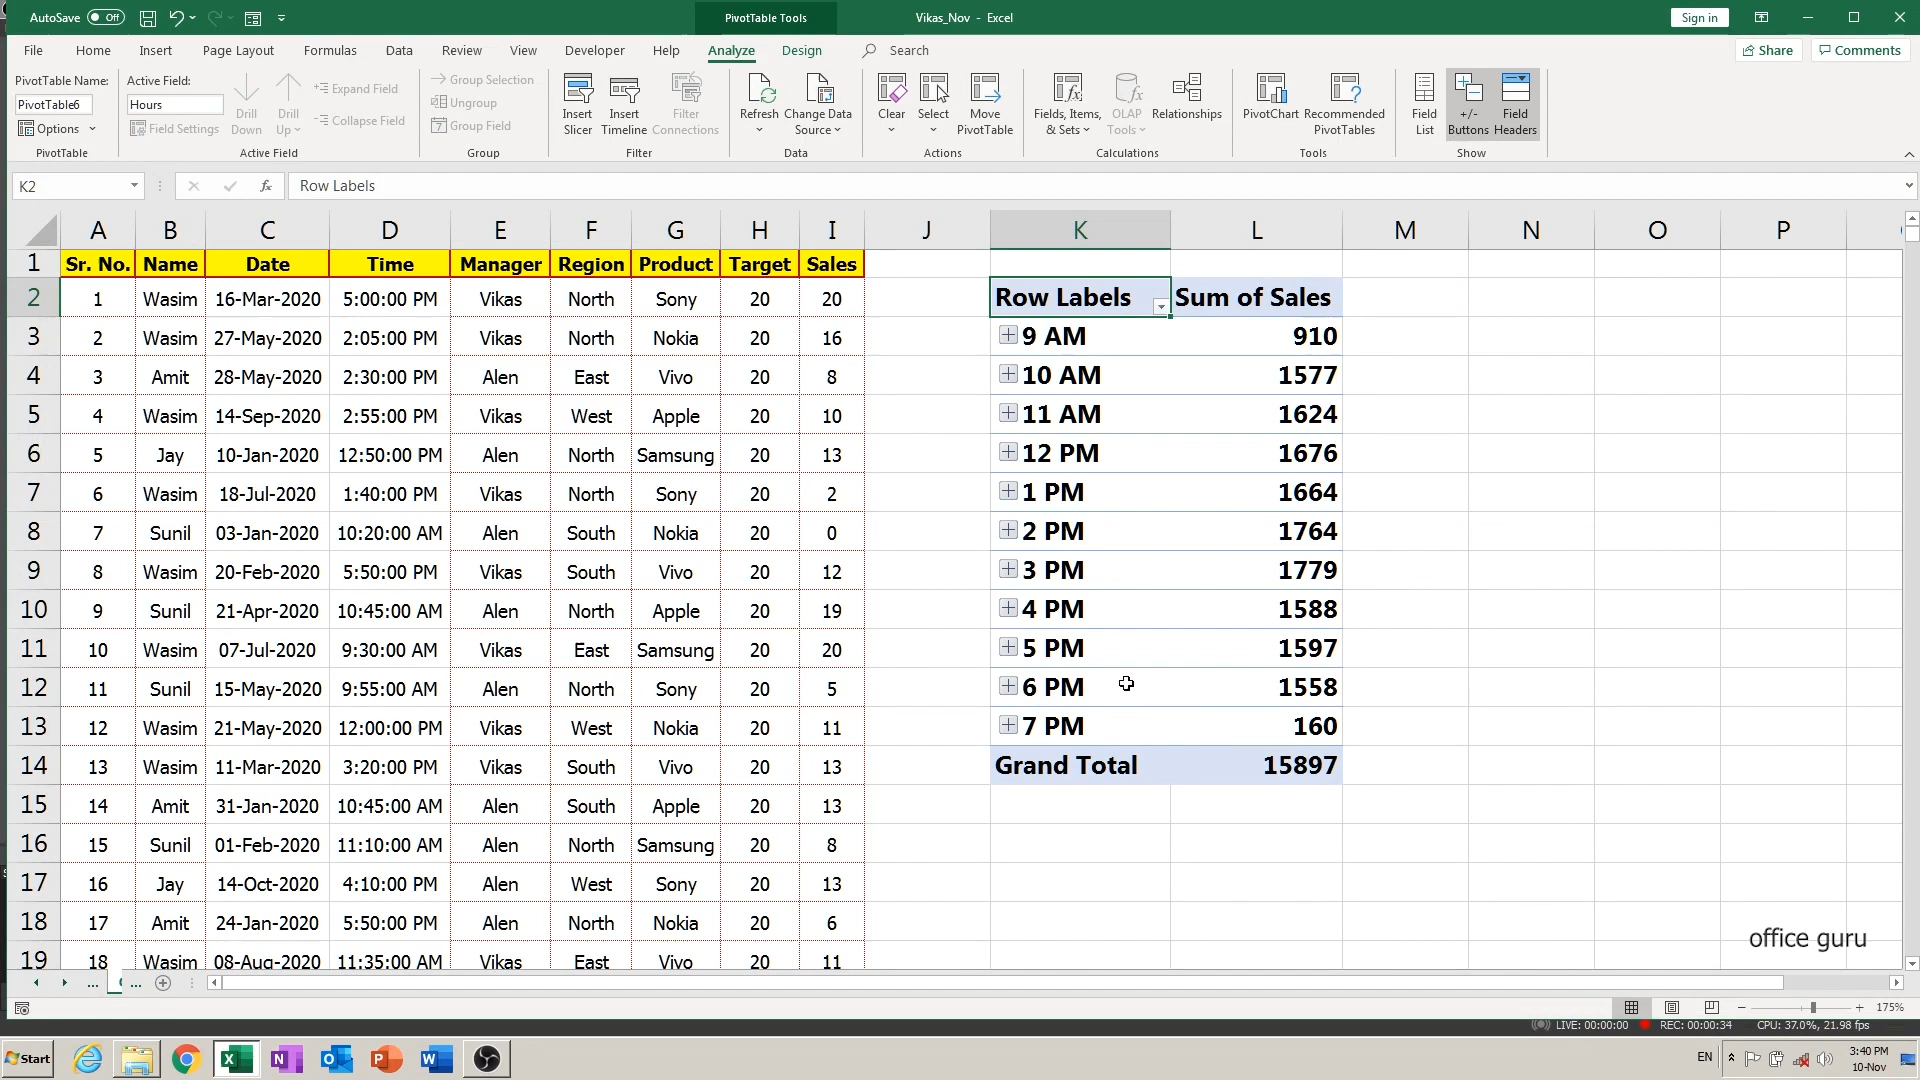 AutoSave Off
PivotTable Tools
Vikas_Nov - Excel
Sign in
File Home Insert Page Layout Formulas Data Review View Developer Help Analyze Design Search Share Comments
PivotTable Name:
PivotTable6
Options
PivotTable
Active Field:
Hours
Field Settings
Drill Down
Drill Up
Expand Field
Collapse Field
Active Field
Group Selection
Ungroup
Group Field
Group
Insert Slicer
Insert Timeline
Filter Connections
Filter
Refresh
Change Data Source
Data
Clear
Select
Move PivotTable
Actions
Fields, Items, & Sets
OLAP Tools
Relationships
Calculations
PivotChart
Recommended PivotTables
Tools
Field List
+/- Buttons
Field Headers
Show
K2
fx
Row Labels
A B C D E F G H I J K L M N O P
1 Sr. No. Name Date Time Manager Region Product Target Sales
2 1 Wasim 16-Mar-2020 5:00:00 PM Vikas North Sony 20 20 Row Labels Sum of Sales
3 2 Wasim 27-May-2020 2:05:00 PM Vikas North Nokia 20 16 9 AM 910
4 3 Amit 28-May-2020 2:30:00 PM Alen East Vivo 20 8 10 AM 1577
5 4 Wasim 14-Sep-2020 2:55:00 PM Vikas West Apple 20 10 11 AM 1624
6 5 Jay 10-Jan-2020 12:50:00 PM Alen North Samsung 20 13 12 PM 1676
7 6 Wasim 18-Jul-2020 1:40:00 PM Vikas North Sony 20 2 1 PM 1664
8 7 Sunil 03-Jan-2020 10:20:00 AM Alen South Nokia 20 0 2 PM 1764
9 8 Wasim 20-Feb-2020 5:50:00 PM Vikas South Vivo 20 12 3 PM 1779
10 9 Sunil 21-Apr-2020 10:45:00 AM Alen North Apple 20 19 4 PM 1588
11 10 Wasim 07-Jul-2020 9:30:00 AM Vikas East Samsung 20 20 5 PM 1597
12 11 Sunil 15-May-2020 9:55:00 AM Alen North Sony 20 5 6 PM 1558
13 12 Wasim 21-May-2020 12:00:00 PM Vikas West Nokia 20 11 7 PM 160
14 13 Wasim 11-Mar-2020 3:20:00 PM Vikas South Vivo 20 13 Grand Total 15897
15 14 Amit 31-Jan-2020 10:45:00 AM Alen South Apple 20 13
16 15 Sunil 01-Feb-2020 11:10:00 AM Alen North Samsung 20 8
17 16 Jay 14-Oct-2020 4:10:00 PM Alen West Sony 20 13
18 17 Amit 24-Jan-2020 5:50:00 PM Alen North Nokia 20 6
19 18 Wasim 08-Aug-2020 11:35:00 AM Vikas East Vivo 20 11
office guru
... ...
175%
LIVE: 00:00:00 REC: 00:00:34 CPU: 37.0%, 21.98 fps
Start
EN
3:40 PM
10-Nov